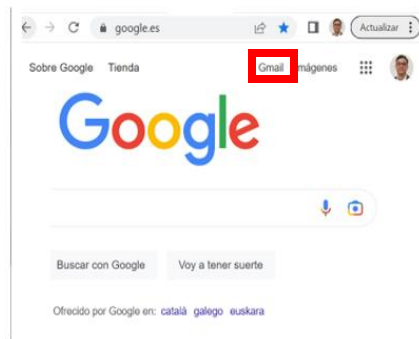 google.es
Actualizar
Sobre Google Tienda Gmail mágenes
Google
Buscar con Google Voy a tener suerte
Ofrecido por Google en: català galego euskara